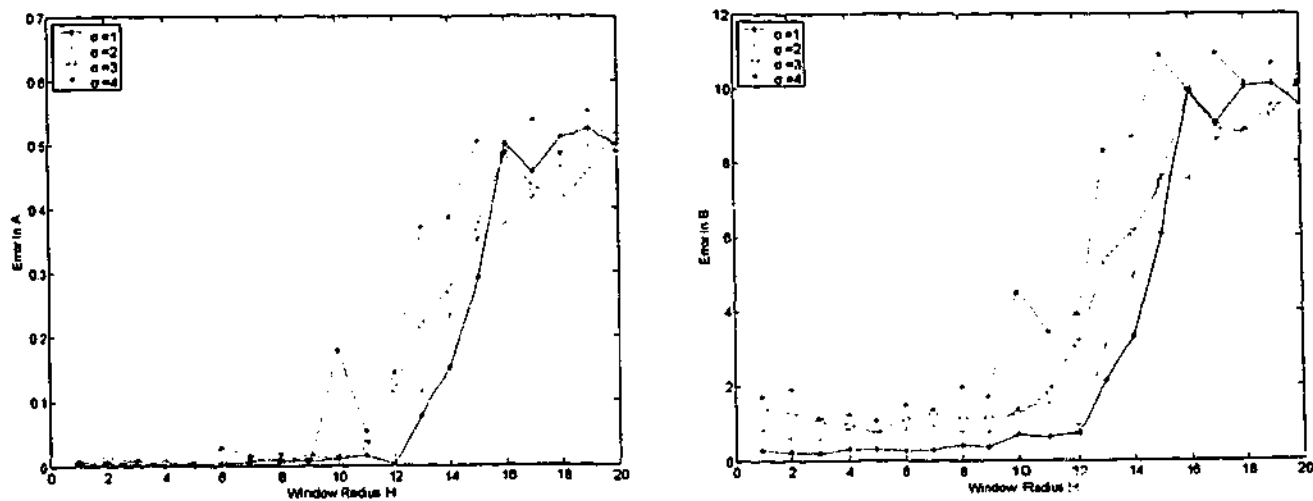 0.7
0.6
0.5
0.4
0.3
0.2
0.1
0
Error in A
σ=1
σ=2
σ=3
σ=4
0 2 4 6 8 10 12 14 16 18 20
Window Radius H
12
10
8
6
4
2
0
Error in B
σ=1
σ=2
σ=3
σ=4
0 2 4 6 8 10 12 14 16 18 20
Window Radius H